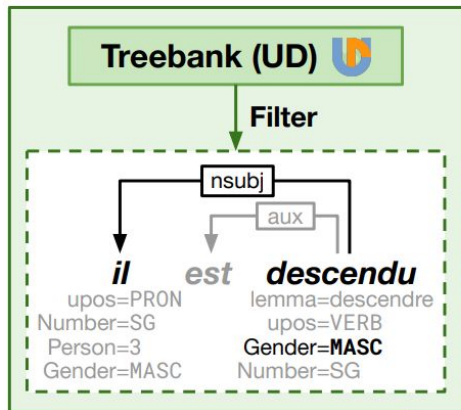 Treebank (UD)
Filter
nsubj
aux
il est descendu
upos=PRON lemma=descendre
Number=SG upos=VERB
Person=3 Gender=MASC
Gender=MASC Number=SG